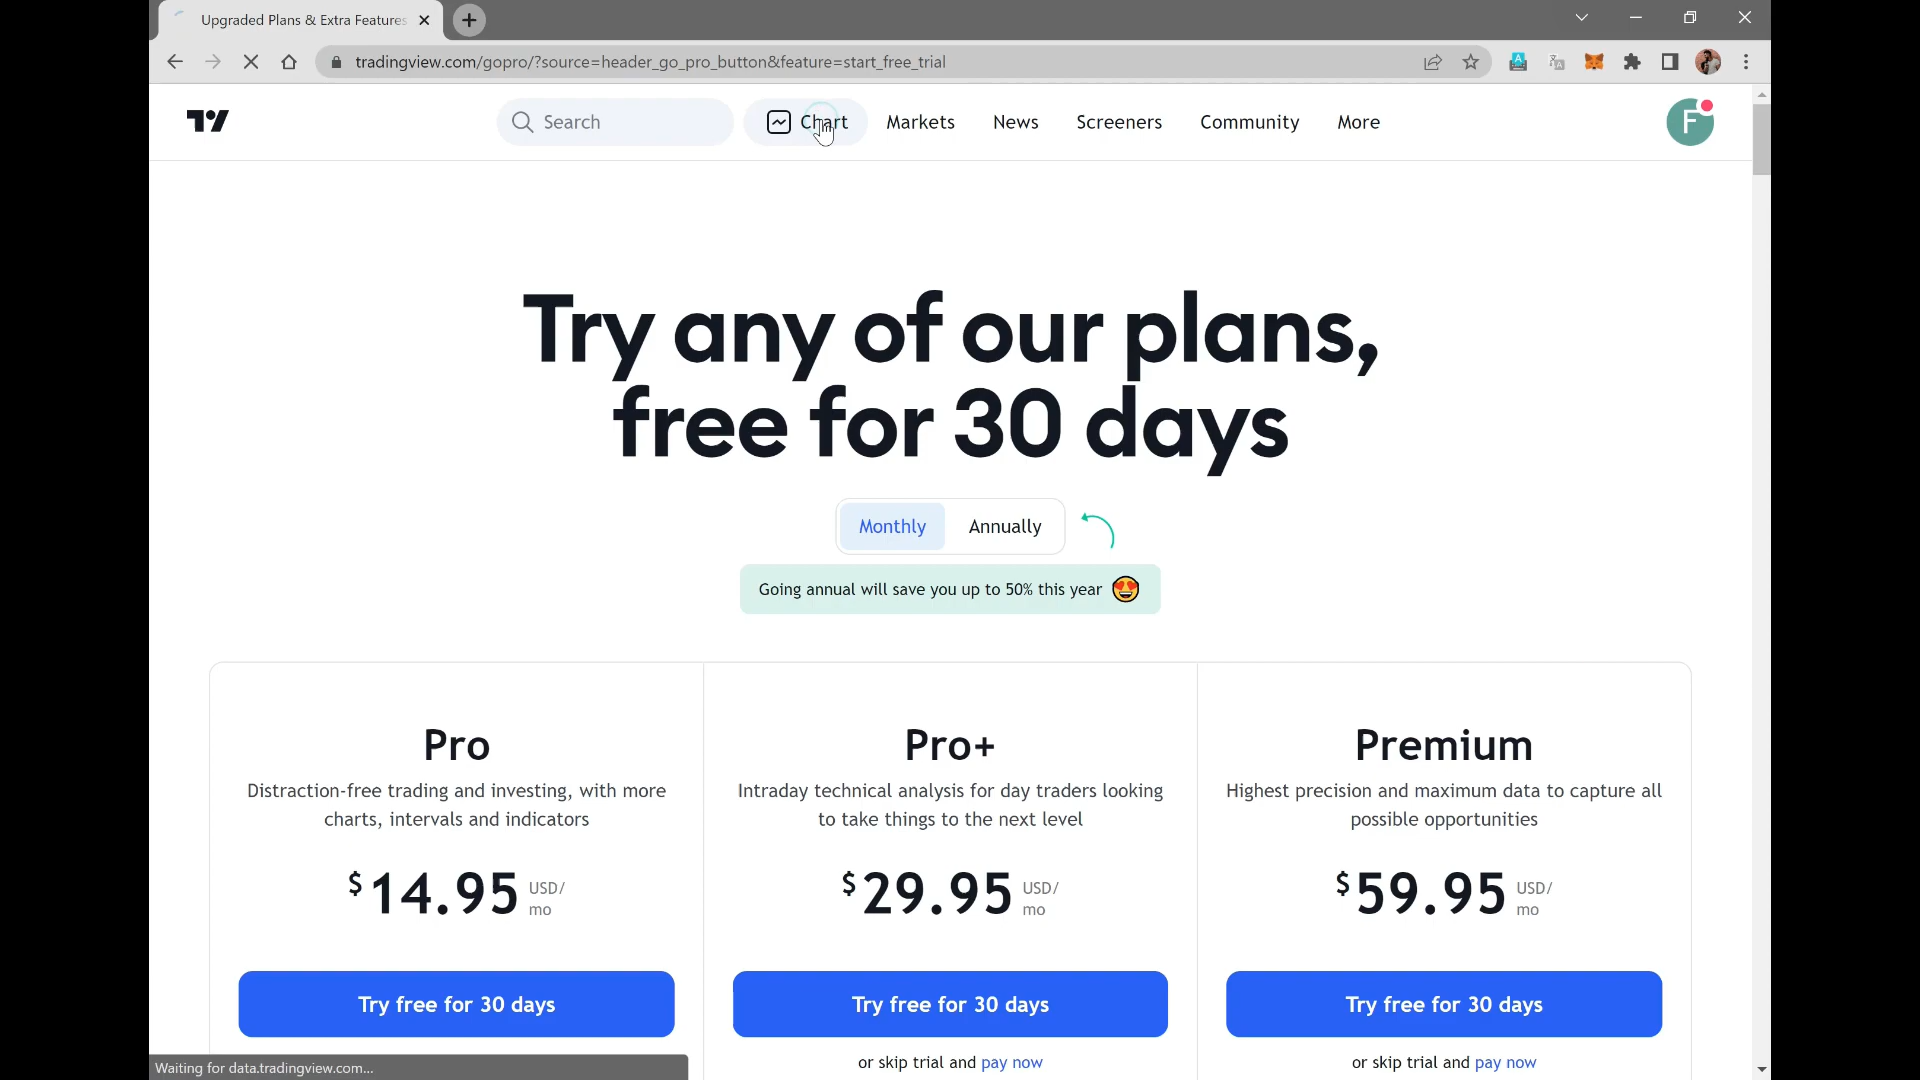 Upgraded Plans & Extra Features
tradingview.com/gopro/?source=header_go_pro_button&feature=start_free_trial
Search
Chart
Markets
News
Screeners
Community
More
F
Try any of our plans,
free for 30 days
Monthly
Annually
Going annual will save you up to 50% this year
Pro
Distraction-free trading and investing, with more
charts, intervals and indicators
$14.95 USD/
mo
Try free for 30 days
Pro+
Intraday technical analysis for day traders looking
to take things to the next level
$29.95 USD/
mo
Try free for 30 days
or skip trial and pay now
Premium
Highest precision and maximum data to capture all
possible opportunities
$59.95 USD/
mo
Try free for 30 days
or skip trial and pay now
Waiting for data.tradingview.com...